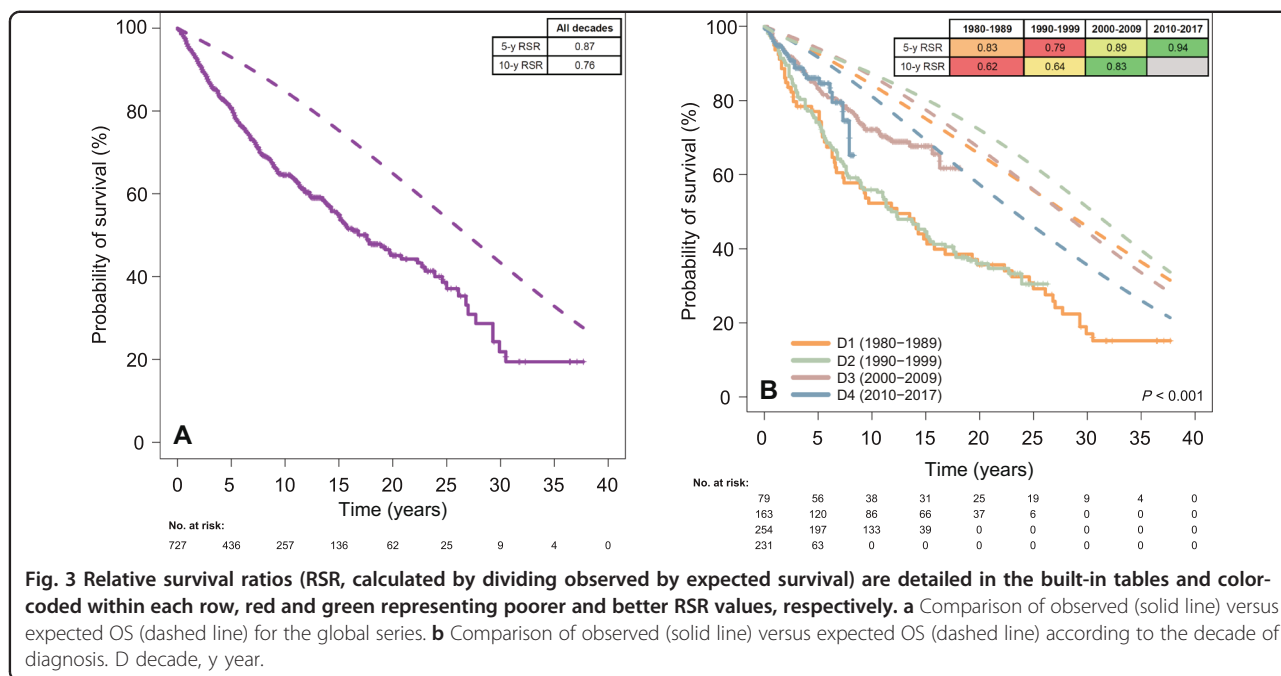 All decades
5-y RSR 0.87
10-y RSR 0.76
Probability of survival (%)
100
80
60
40
20
0
A
0 5 10 15 20 25 30 35 40
Time (years)
No. at risk:
727 436 257 136 62 25 9 4 0
1980-1989 1990-1999 2000-2009 2010-2017
5-y RSR 0.83 0.79 0.89 0.94
10-y RSR 0.62 0.64 0.83
Probability of survival (%)
100
80
60
40
20
0
D1 (1980−1989)
D2 (1990−1999)
D3 (2000−2009)
D4 (2010−2017)
B
P < 0.001
0 5 10 15 20 25 30 35 40
Time (years)
No. at risk:
79 56 38 31 25 19 9 4 0
163 120 86 66 37 6 0 0 0
254 197 133 39 0 0 0 0 0
231 63 0 0 0 0 0 0 0
Fig. 3 Relative survival ratios (RSR, calculated by dividing observed by expected survival) are detailed in the built-in tables and color-
coded within each row, red and green representing poorer and better RSR values, respectively. a Comparison of observed (solid line) versus
expected OS (dashed line) for the global series. b Comparison of observed (solid line) versus expected OS (dashed line) according to the decade of
diagnosis. D decade, y year.